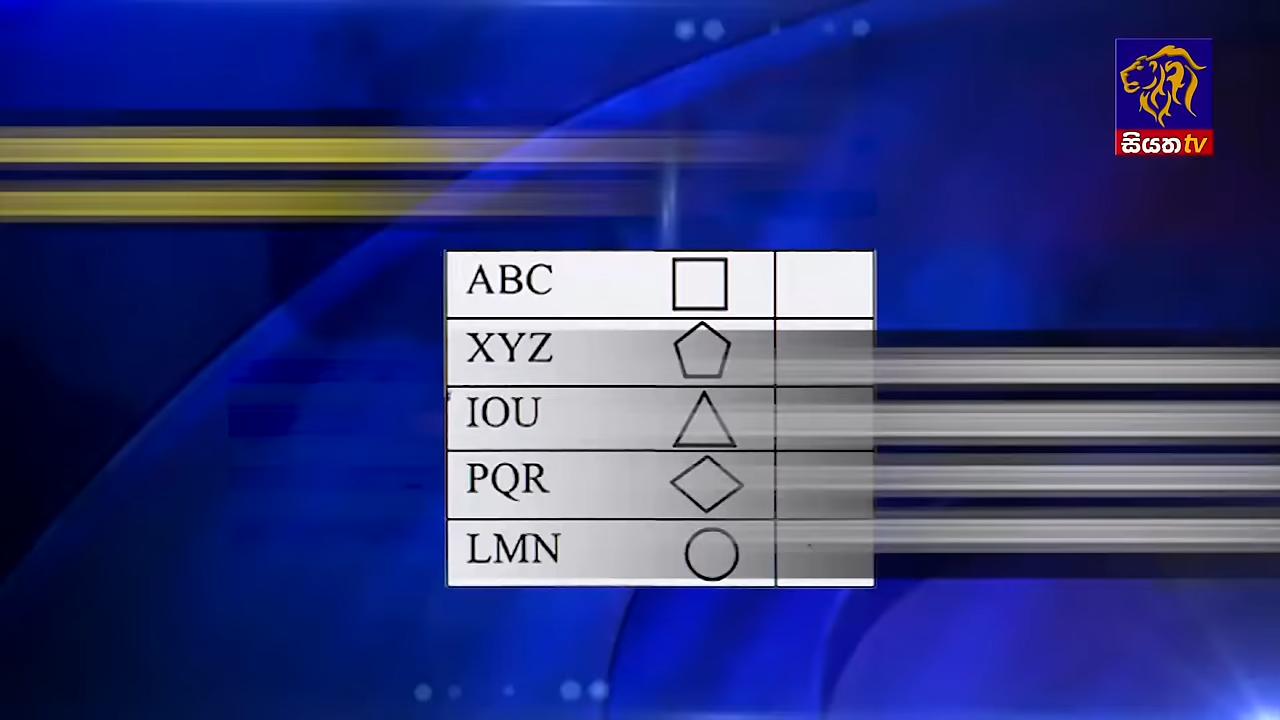 සියත tv
ABC
XYZ
IOU
PQR
LMN